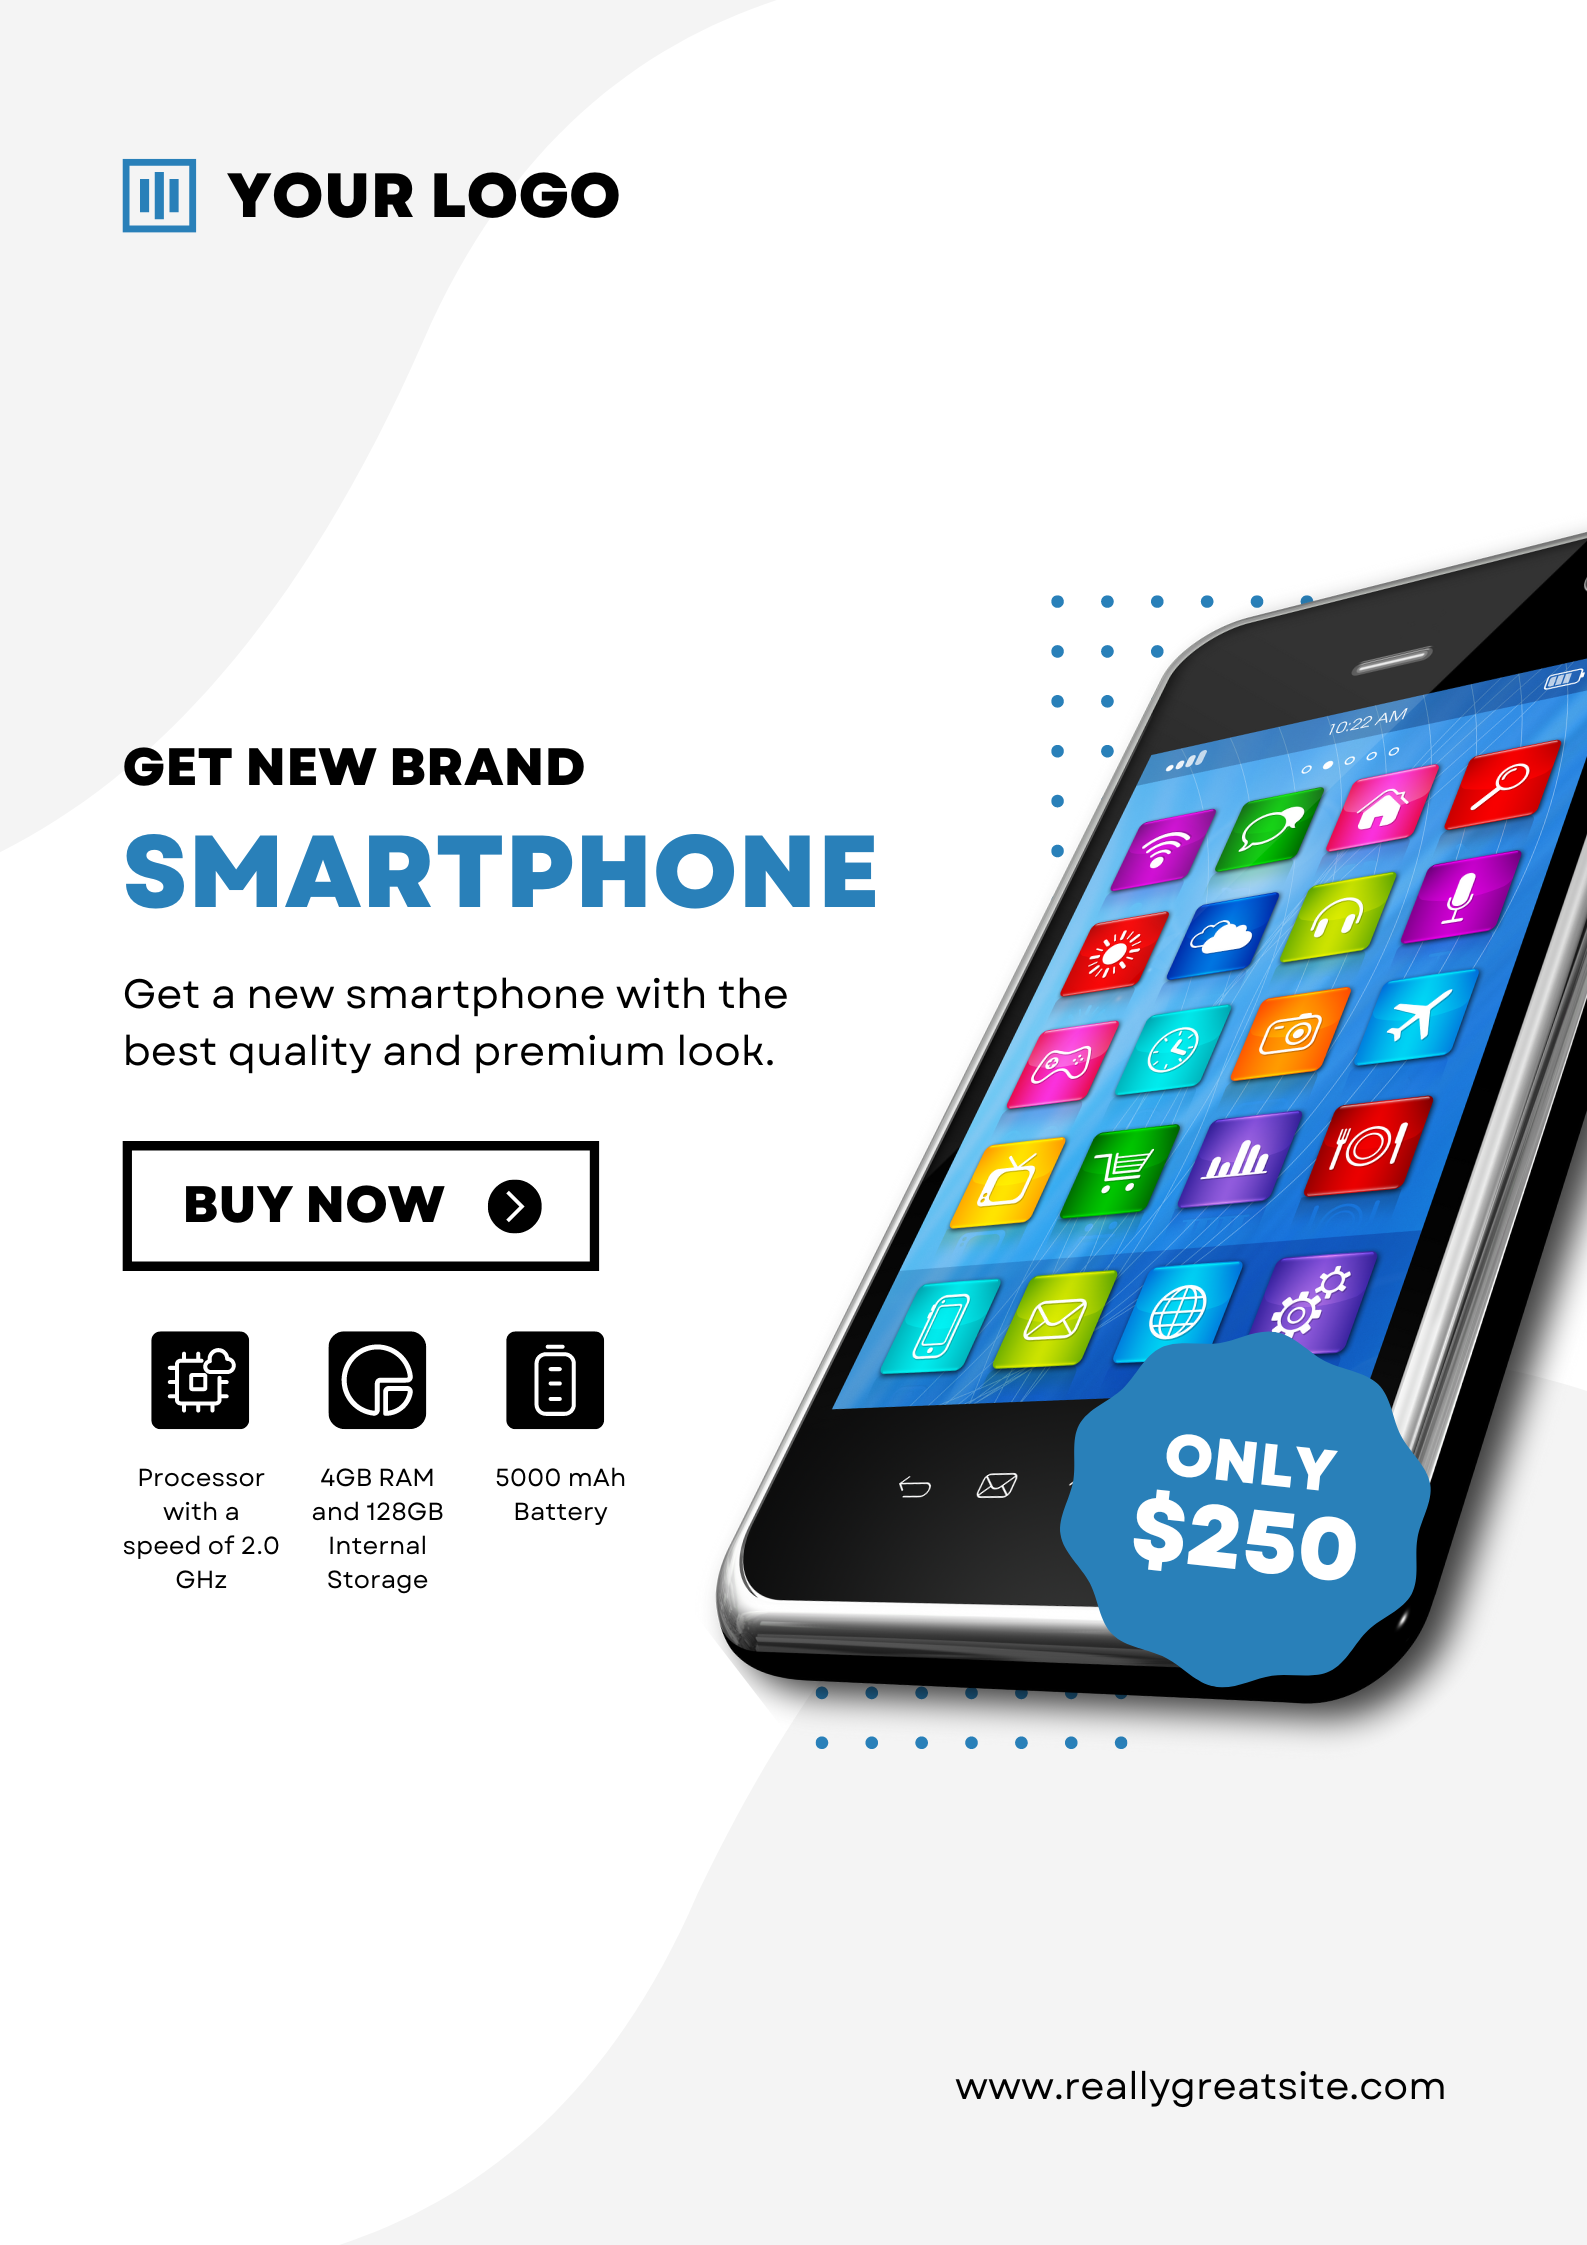 YOUR LOGO
GET NEW BRAND
SMARTPHONE
Get a new smartphone with the
best quality and premium look.
BUY NOW
Processor
with a
speed of 2.0
GHz
4GB RAM
and 128GB
Internal
Storage
5000 mAh
Battery
10:22 AM
ONLY
$250
www.reallygreatsite.com